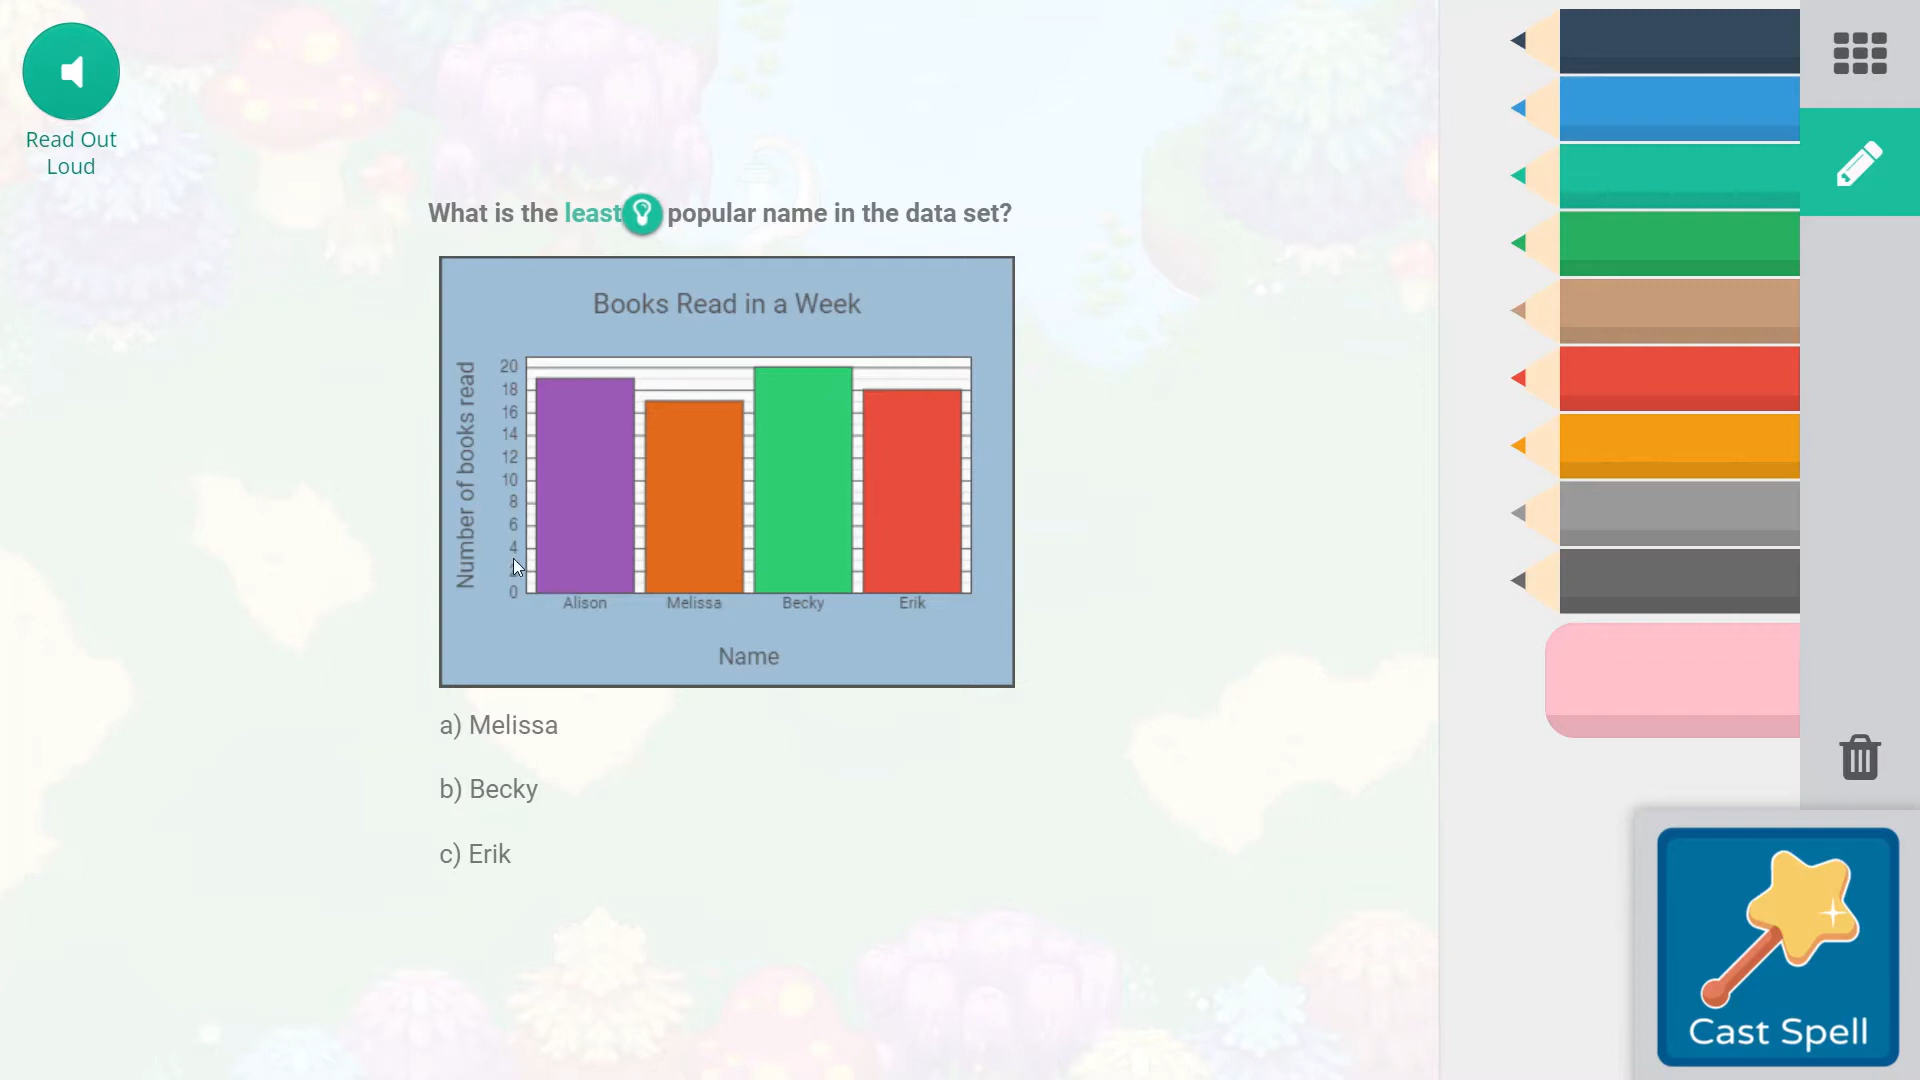 Read Out
Loud
What is the least popular name in the data set?
Books Read in a Week
Number of books read
20
18
16
14
12
10
8
6
4
0
Alison Melissa Becky Erik
Name
a) Melissa
b) Becky
c) Erik
Cast Spell